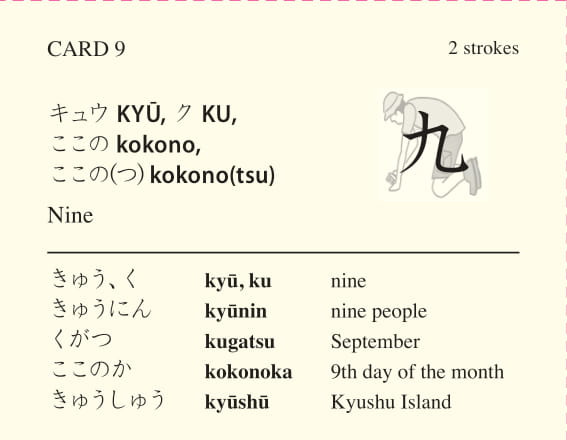 CARD 9 2 strokes
キュウ KYŪ, ク KU,
ここの kokono,
ここの(つ) kokono(tsu)
九
Nine
きゅう、く kyū, ku nine
きゅうにん kyūnin nine people
くがつ kugatsu September
ここのか kokonoka 9th day of the month
きゅうしゅう kyūshū Kyushu Island